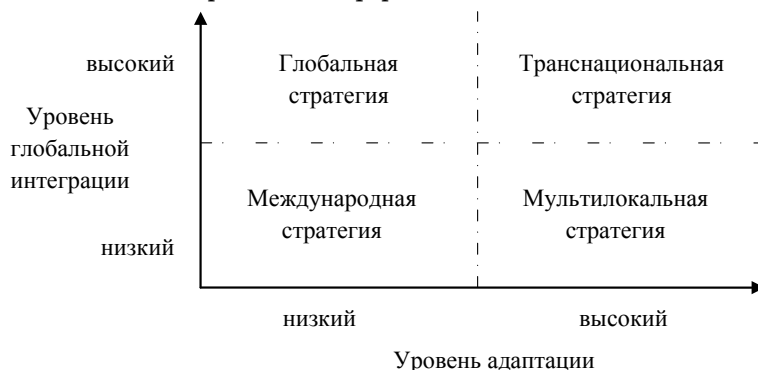 высокий
Глобальная
стратегия
Транснациональная
стратегия
Уровень
глобальной
интеграции
Международная
стратегия
Мультилокальная
стратегия
низкий
низкий
высокий
Уровень адаптации